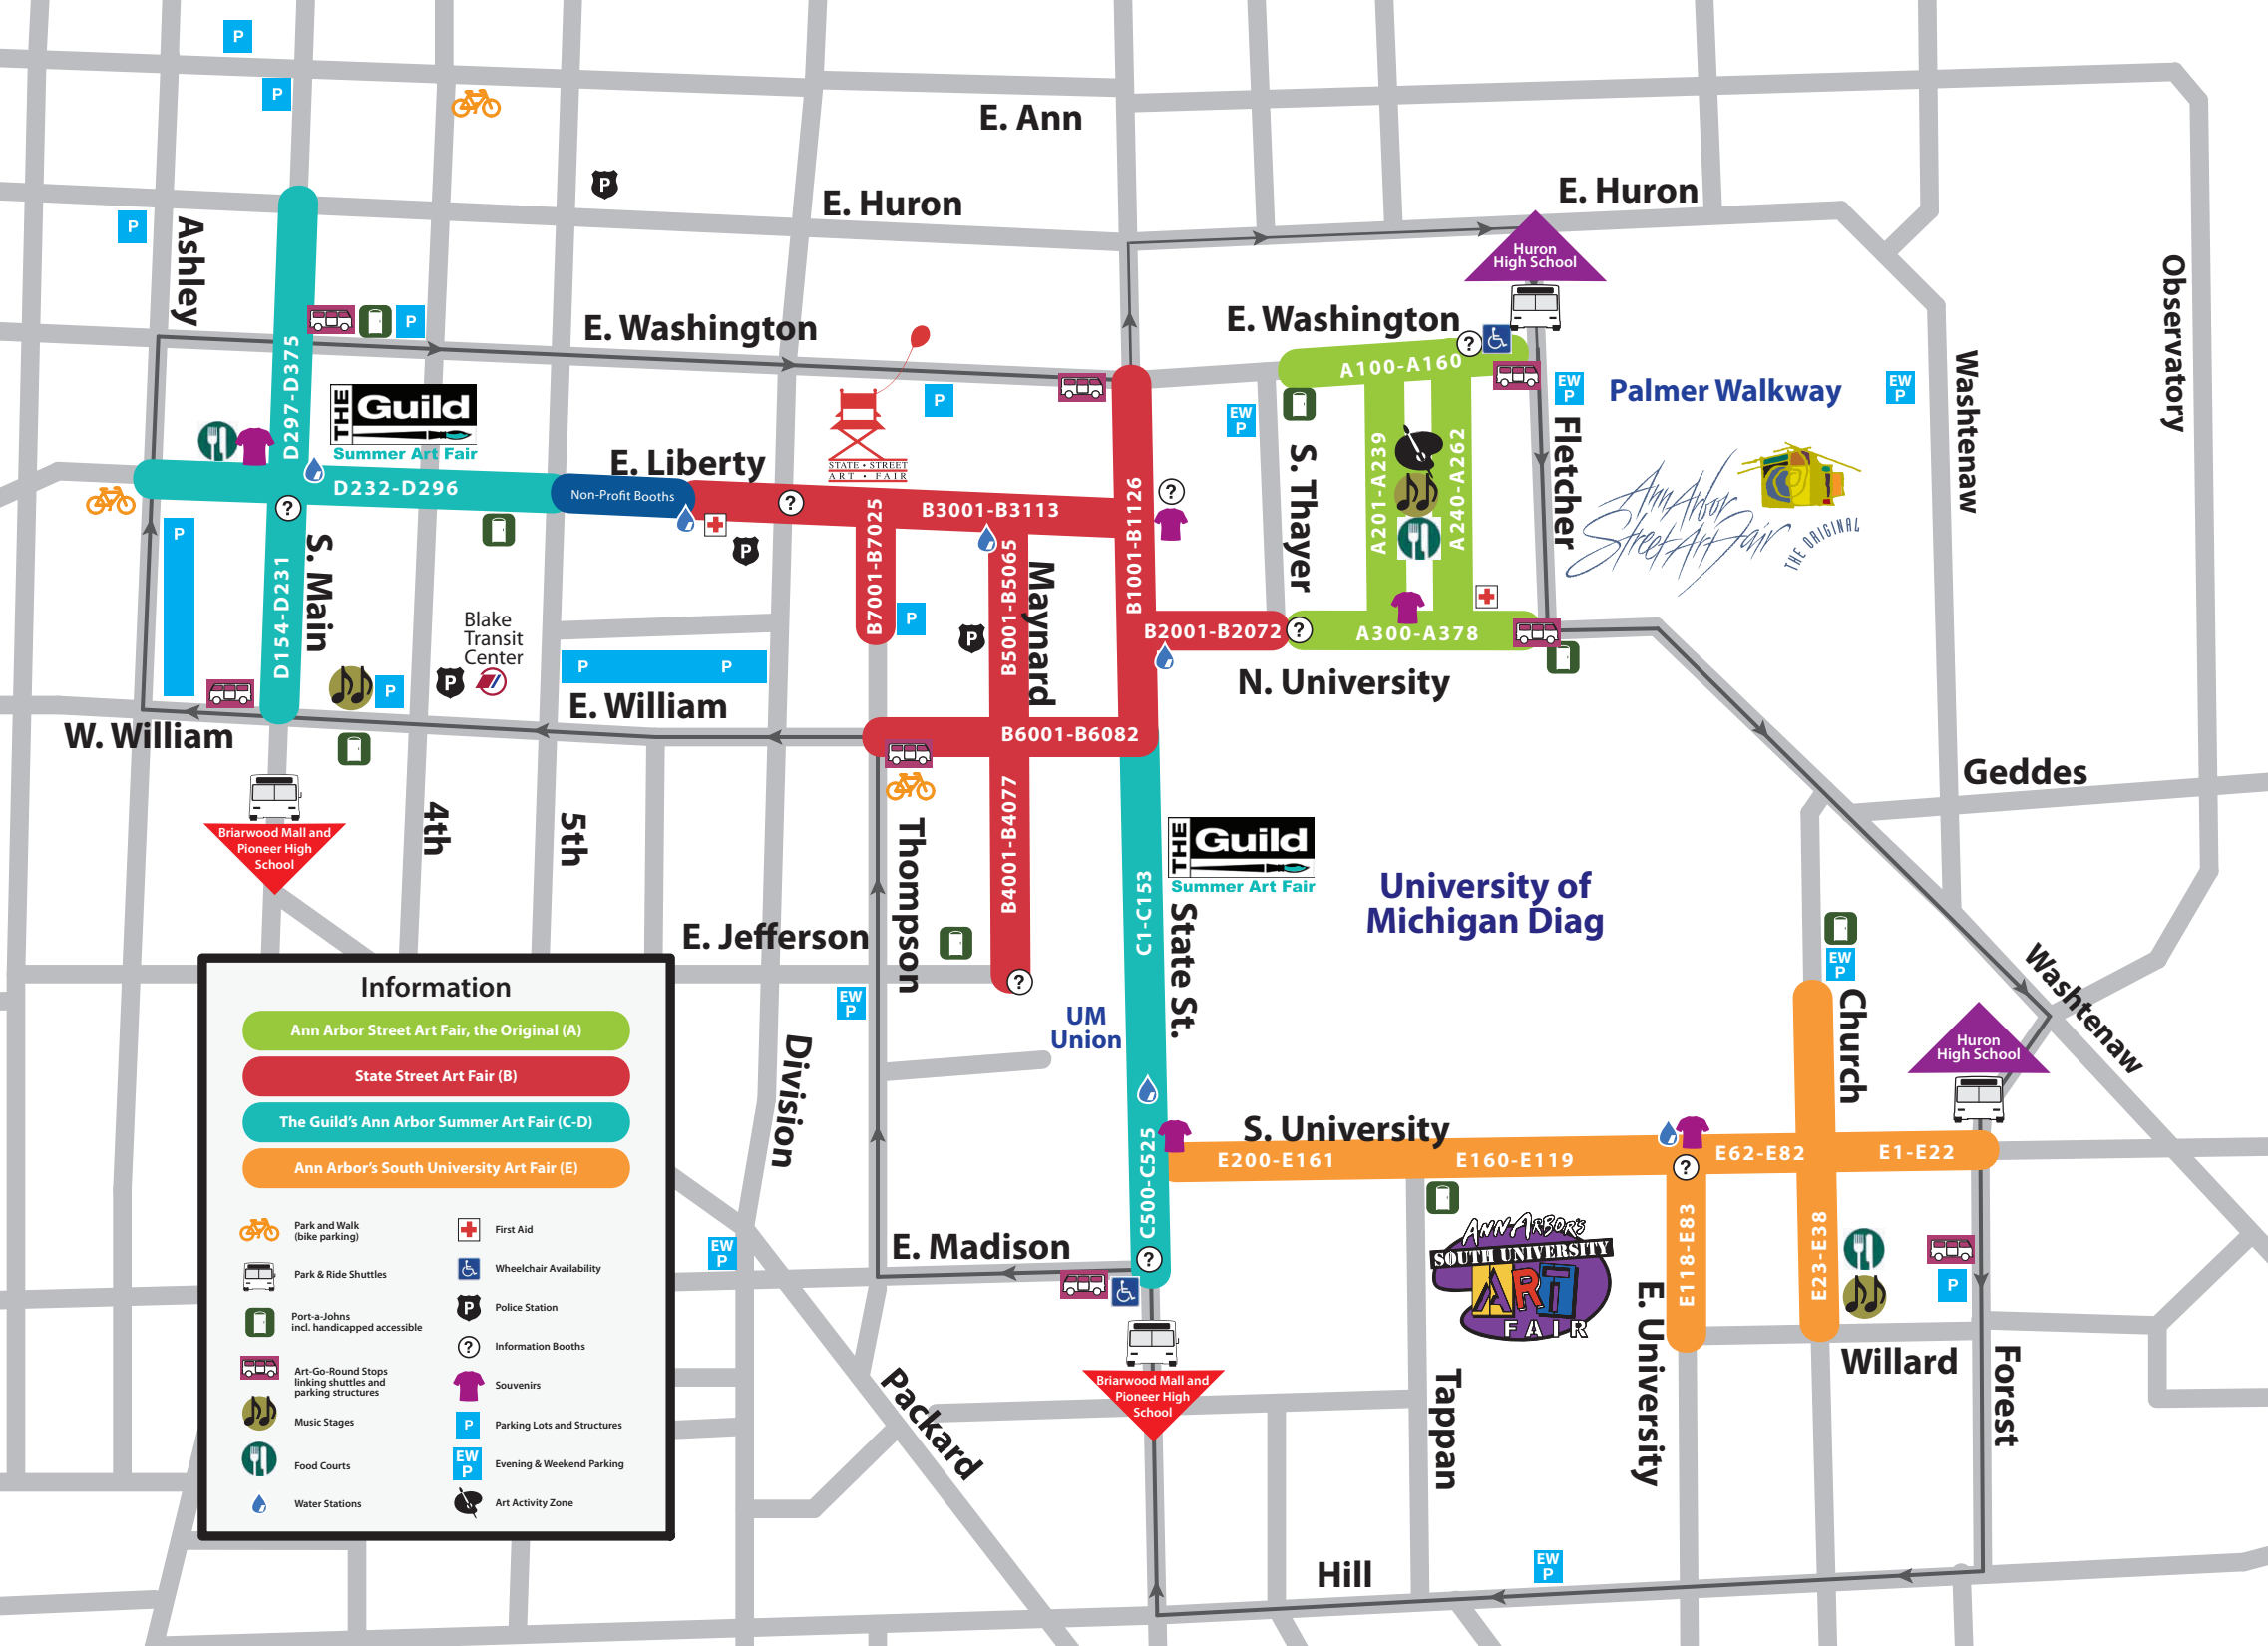 P
P
E. Ann
P
E. Huron
E. Huron
P
Ashley
Huron
High School
Observatory
P
E. Washington
E. Washington
?
A100-A160
Washtenaw
D297-D375
THE Guild
Summer Art Fair
P
EW
P
EW
P
Palmer Walkway
EW
P
Fletcher
S. Thayer
A201-A239
A240-A262
E. Liberty
STATE • STREET
ART • FAIR
D232-D296
Non-Profit Booths
?
?
B3001-B3113
?
B1001-B1126
Ann Arbor
Street Art Fair
THE ORIGINAL
P
S. Main
D154-D231
P
B7001-B7025
P
B5001-B5065
Maynard
P
Blake
Transit
Center
B2001-B2072
?
A300-A378
P
P
P
P
N. University
E. William
W. William
B6001-B6082
Geddes
4th
5th
Thompson
B4001-B4077
Briarwood Mall and
Pioneer High
School
THE Guild
Summer Art Fair
C1-C153
State St.
University of
Michigan Diag
E. Jefferson
?
EW
P
UM
Union
EW
P
Church
Washtenaw
Huron
High School
Division
S. University
C500-C525
E200-E161
E160-E119
?
E62-E82
E1-E22
E118-E83
E23-E38
ANN ARBOR'S
SOUTH UNIVERSITY
ART
FAIR
EW
P
E. Madison
?
P
E. University
Willard
Forest
Tappan
Packard
Briarwood Mall and
Pioneer High
School
Hill
EW
P
Information
Ann Arbor Street Art Fair, the Original (A)
State Street Art Fair (B)
The Guild's Ann Arbor Summer Art Fair (C-D)
Ann Arbor's South University Art Fair (E)
Park and Walk
(bike parking)
Park & Ride Shuttles
Port-a-Johns
incl. handicapped accessible
Art-Go-Round Stops
linking shuttles and
parking structures
Music Stages
Food Courts
Water Stations
First Aid
Wheelchair Availability
P
Police Station
?
Information Booths
Souvenirs
P
Parking Lots and Structures
EW
P
Evening & Weekend Parking
Art Activity Zone